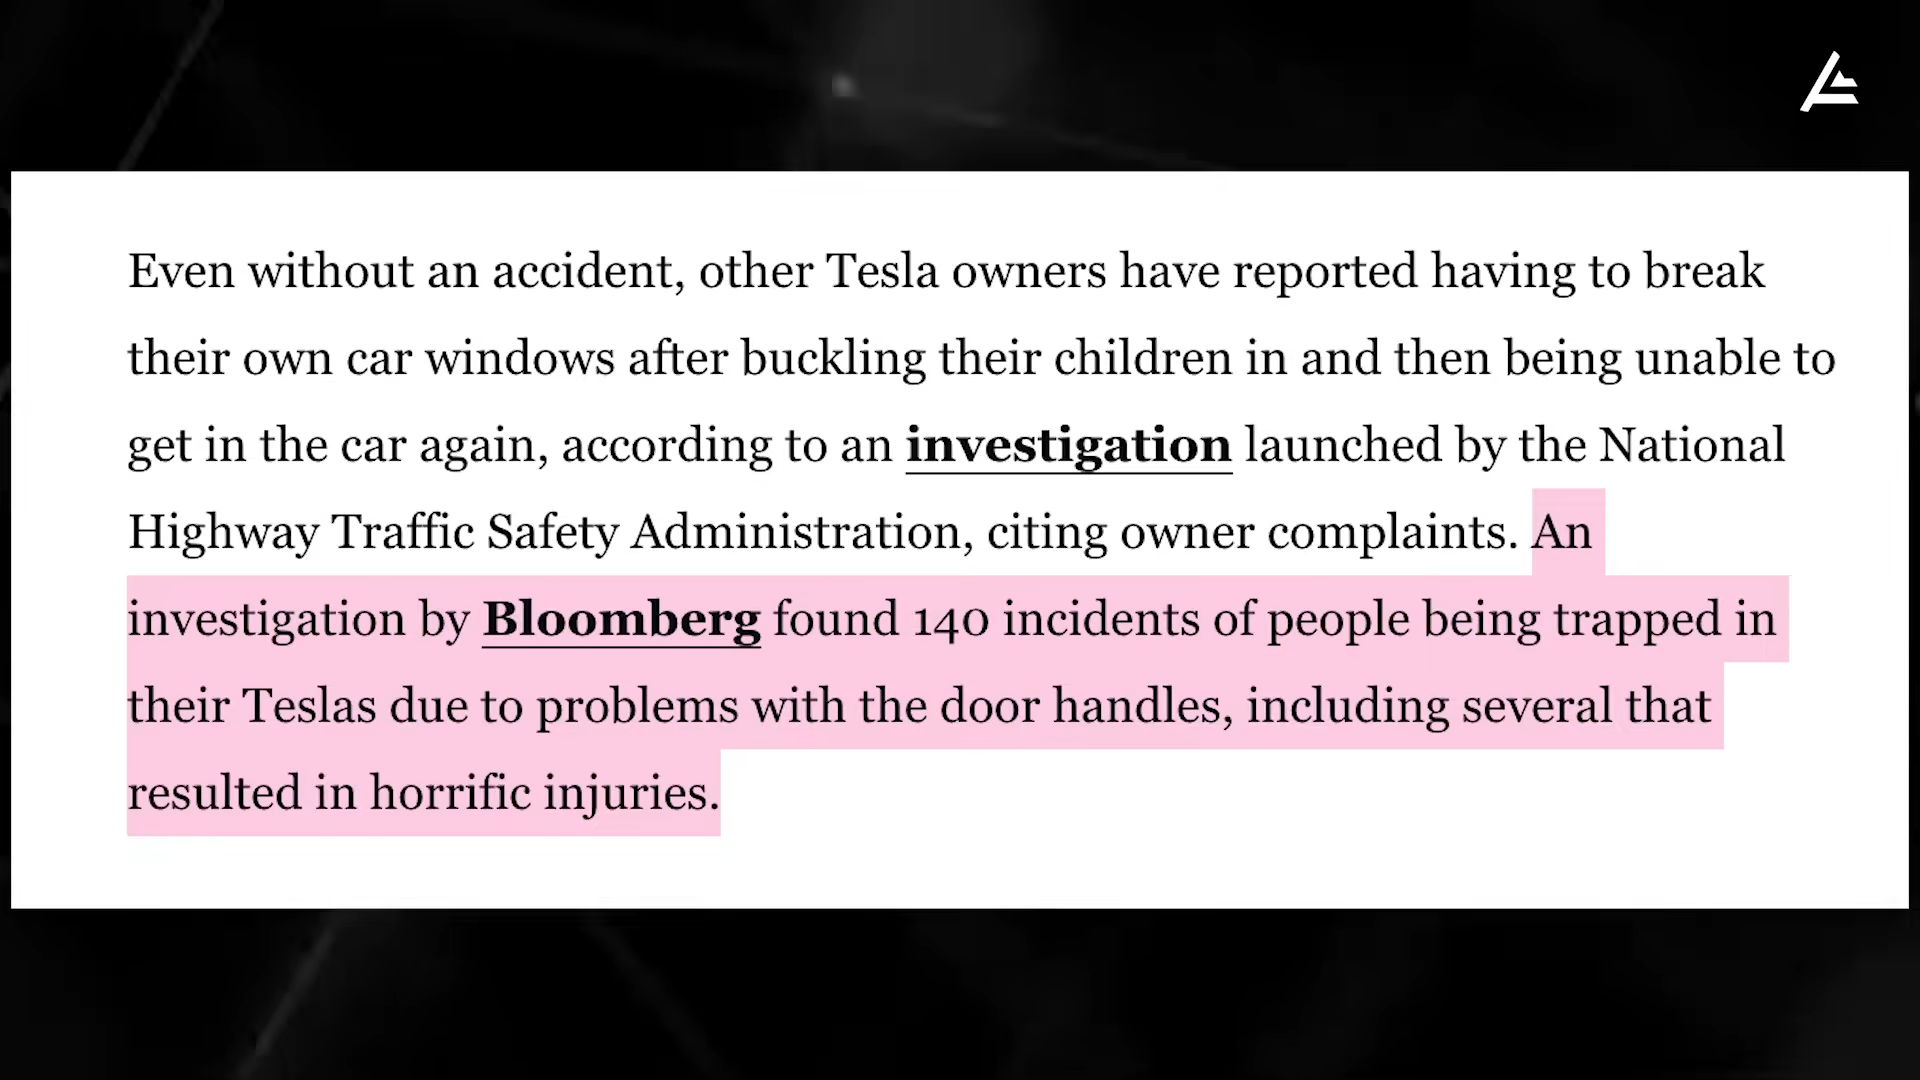 Even without an accident, other Tesla owners have reported having to break
their own car windows after buckling their children in and then being unable to
get in the car again, according to an investigation launched by the National
Highway Traffic Safety Administration, citing owner complaints. An
investigation by Bloomberg found 140 incidents of people being trapped in
their Teslas due to problems with the door handles, including several that
resulted in horrific injuries.